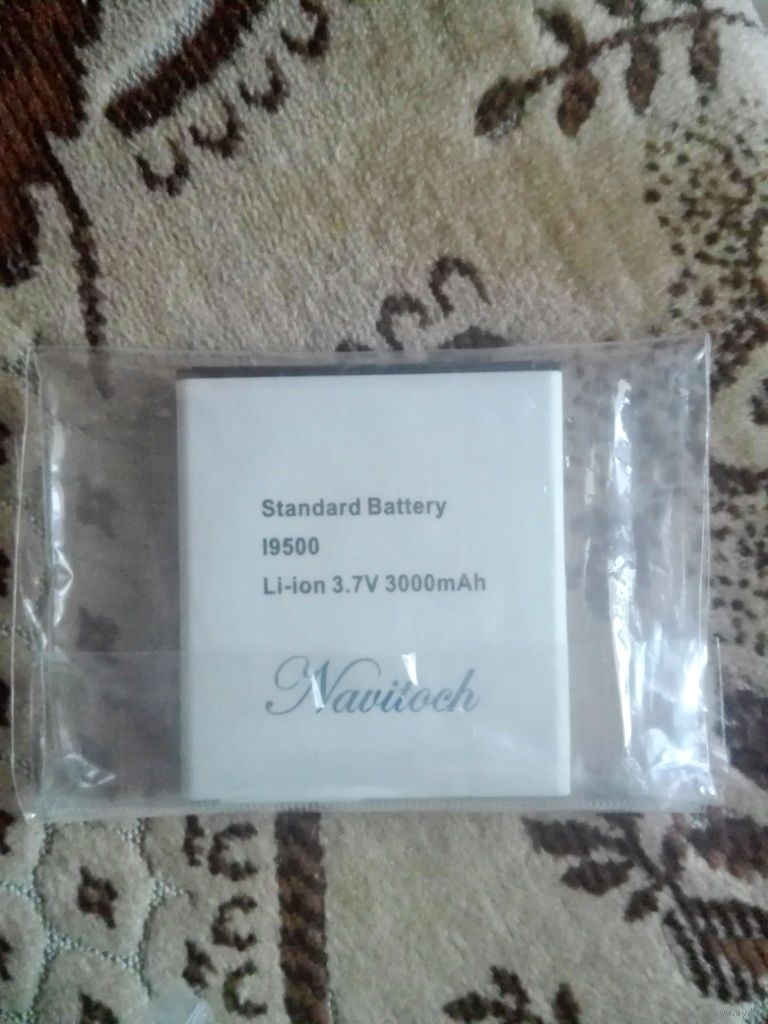 Standard Battery
I9500
Li-ion 3.7V 3000mAh
Navitoch